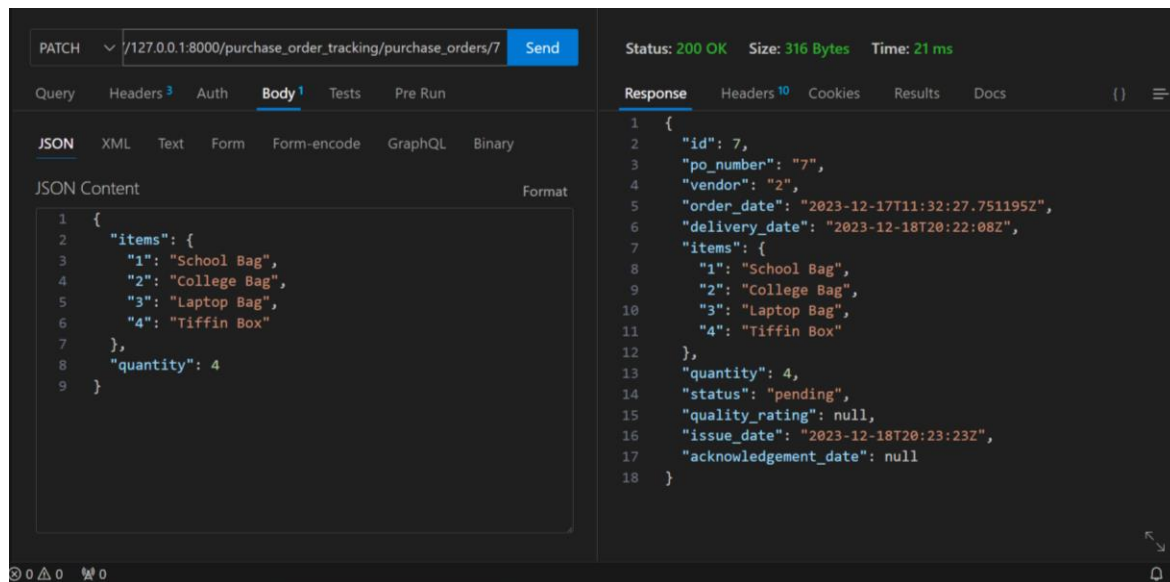 PATCH /127.0.0.1:8000/purchase_order_tracking/purchase_orders/7 Send
Query Headers 3 Auth Body 1 Tests Pre Run
JSON XML Text Form Form-encode GraphQL Binary
JSON Content Format
1 {
2 "items": {
3 "1": "School Bag",
4 "2": "College Bag",
5 "3": "Laptop Bag",
6 "4": "Tiffin Box"
7 },
8 "quantity": 4
9 }
Status: 200 OK Size: 316 Bytes Time: 21 ms
Response Headers 10 Cookies Results Docs {}
1 {
2 "id": 7,
3 "po_number": "7",
4 "vendor": "2",
5 "order_date": "2023-12-17T11:32:27.751195Z",
6 "delivery_date": "2023-12-18T20:22:08Z",
7 "items": {
8 "1": "School Bag",
9 "2": "College Bag",
10 "3": "Laptop Bag",
11 "4": "Tiffin Box"
12 },
13 "quantity": 4,
14 "status": "pending",
15 "quality_rating": null,
16 "issue_date": "2023-12-18T20:23:23Z",
17 "acknowledgement_date": null
18 }
0 0 0